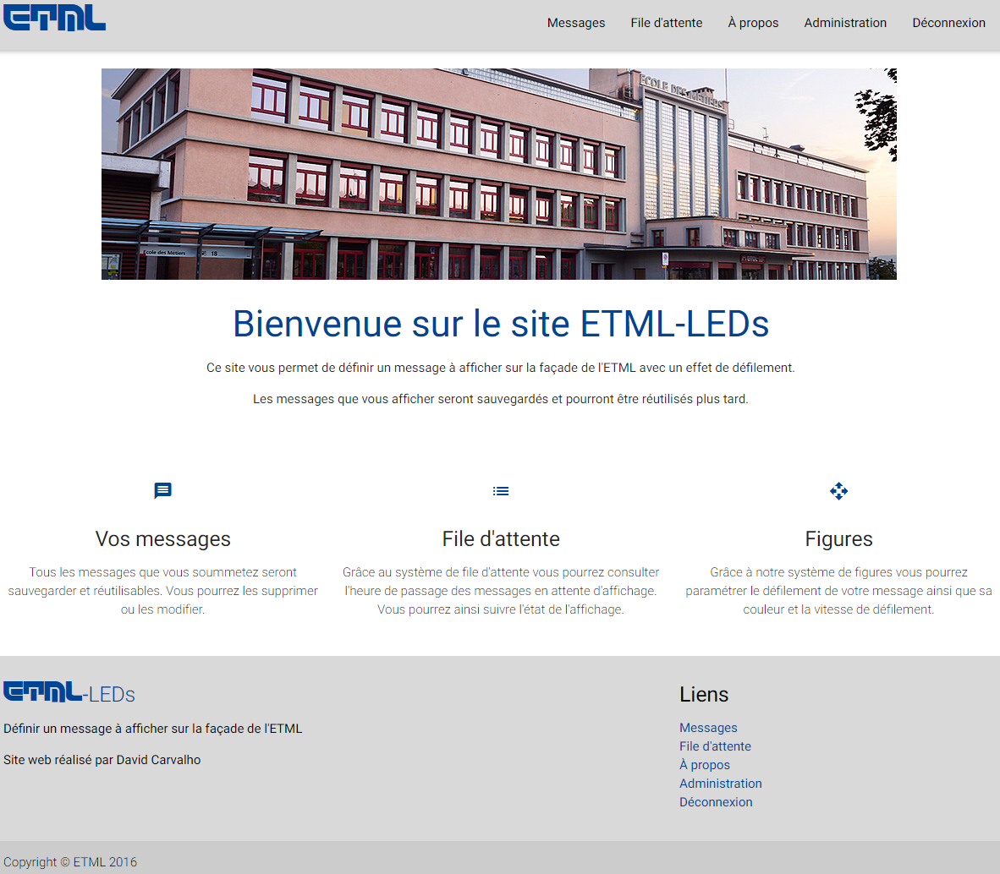 ETML
Messages File d'attente À propos Administration Déconnexion
ECOLE DES METIERS
Ecole des Métiers 18
Bienvenue sur le site ETML-LEDs
Ce site vous permet de définir un message à afficher sur la façade de l'ETML avec un effet de défilement.
Les messages que vous afficher seront sauvegardés et pourront être réutilisés plus tard.
Vos messages
Tous les messages que vous soummetez seront
sauvegarder et réutilisables. Vous pourrez les supprimer
ou les modifier.
File d'attente
Grâce au système de file d'attente vous pourrez consulter
l'heure de passage des messages en attente d'affichage.
Vous pourrez ainsi suivre l'état de l'affichage.
Figures
Grâce à notre système de figures vous pourrez
paramétrer le défilement de votre message ainsi que sa
couleur et la vitesse de défilement.
ETML-LEDs
Définir un message à afficher sur la façade de l'ETML
Site web réalisé par David Carvalho
Liens
Messages
File d'attente
À propos
Administration
Déconnexion
Copyright © ETML 2016